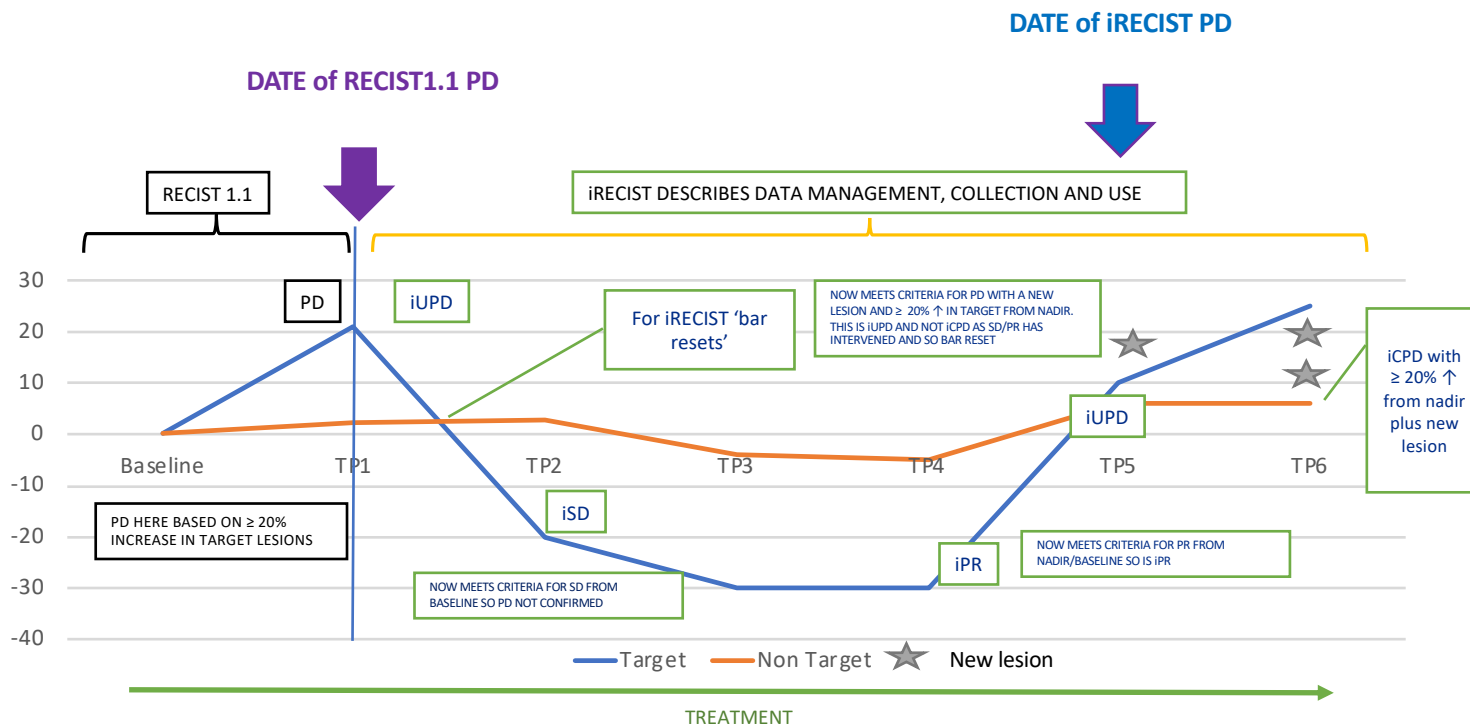 DATE of iRECIST PD
DATE of RECIST1.1 PD
RECIST 1.1
iRECIST DESCRIBES DATA MANAGEMENT, COLLECTION AND USE
30
20
10
0
-10
-20
-30
-40
PD
iUPD
For iRECIST ‘bar
resets’
NOW MEETS CRITERIA FOR PD WITH A NEW
LESION AND ≥ 20% ↑ IN TARGET FROM NADIR.
THIS IS iUPD AND NOT iCPD AS SD/PR HAS
INTERVENED AND SO BAR RESET
iCPD with
≥ 20% ↑
from nadir
plus new
lesion
iUPD
Baseline
TP1
TP2
TP3
TP4
TP5
TP6
PD HERE BASED ON ≥ 20%
INCREASE IN TARGET LESIONS
iSD
NOW MEETS CRITERIA FOR SD FROM
BASELINE SO PD NOT CONFIRMED
iPR
NOW MEETS CRITERIA FOR PR FROM
NADIR/BASELINE SO IS iPR
Target
Non Target
New lesion
TREATMENT